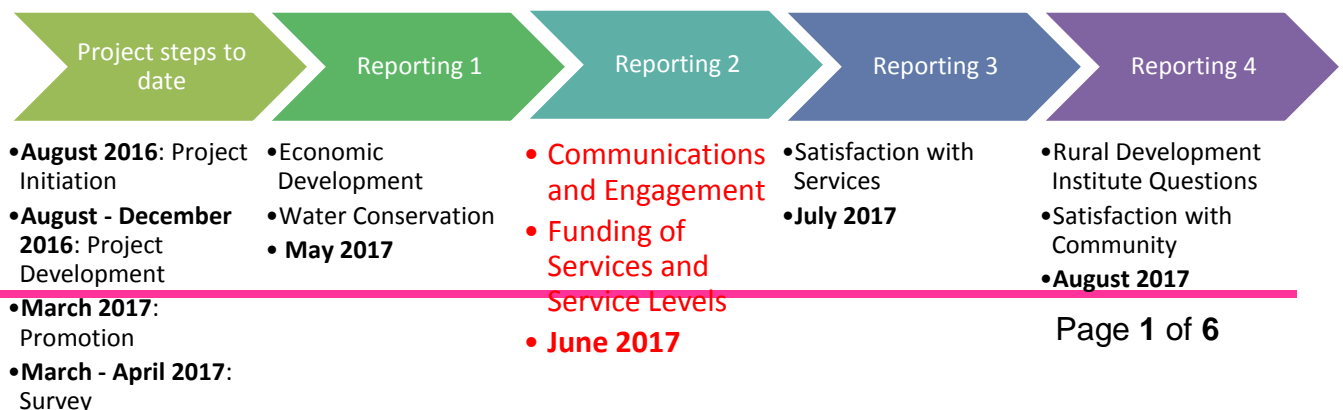 Project steps to
date
Reporting 1
Reporting 2
Reporting 3
Reporting 4
•August 2016: Project
Initiation
•August - December
2016: Project
Development
•March 2017:
Promotion
•March - April 2017:
Survey
•Economic
Development
•Water Conservation
• May 2017
• Communications
and Engagement
• Funding of
Services and
Service Levels
• June 2017
•Satisfaction with
Services
•July 2017
•Rural Development
Institute Questions
•Satisfaction with
Community
•August 2017
Page 1 of 6